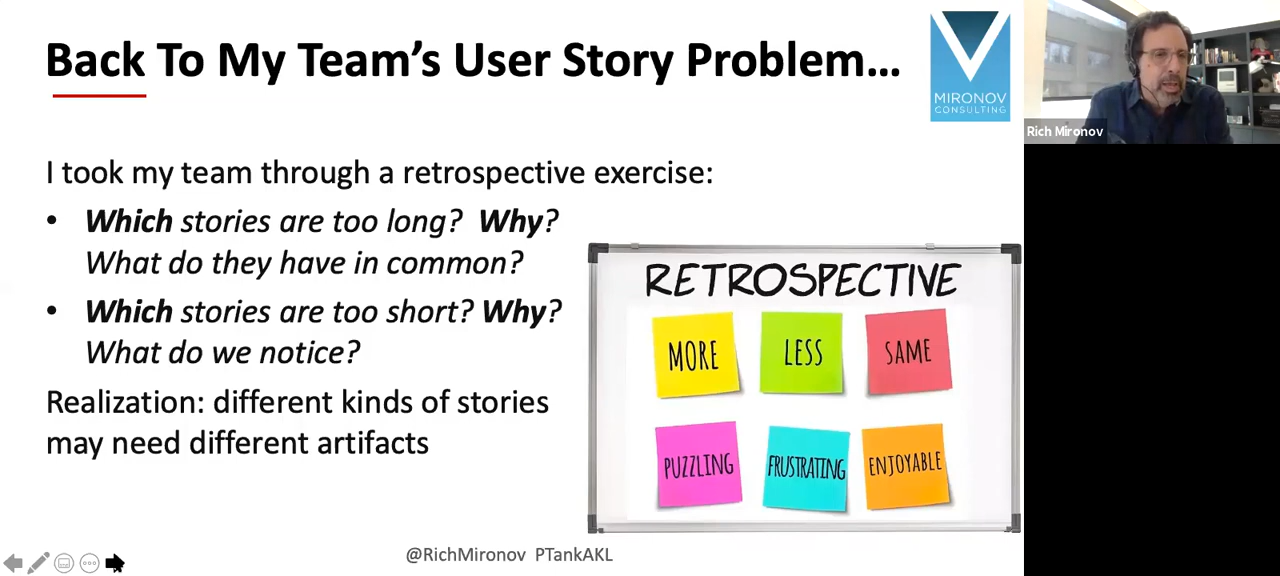 Back To My Team's User Story Problem...
MIRONOV
CONSULTING
Rich Mironov
I took my team through a retrospective exercise:
• Which stories are too long? Why?
What do they have in common?
• Which stories are too short? Why?
What do we notice?
Realization: different kinds of stories
may need different artifacts
RETROSPECTIVE
MORE LESS SAME
PUZZLING FRUSTRATING ENJOYABLE
@RichMironov PTankAKL